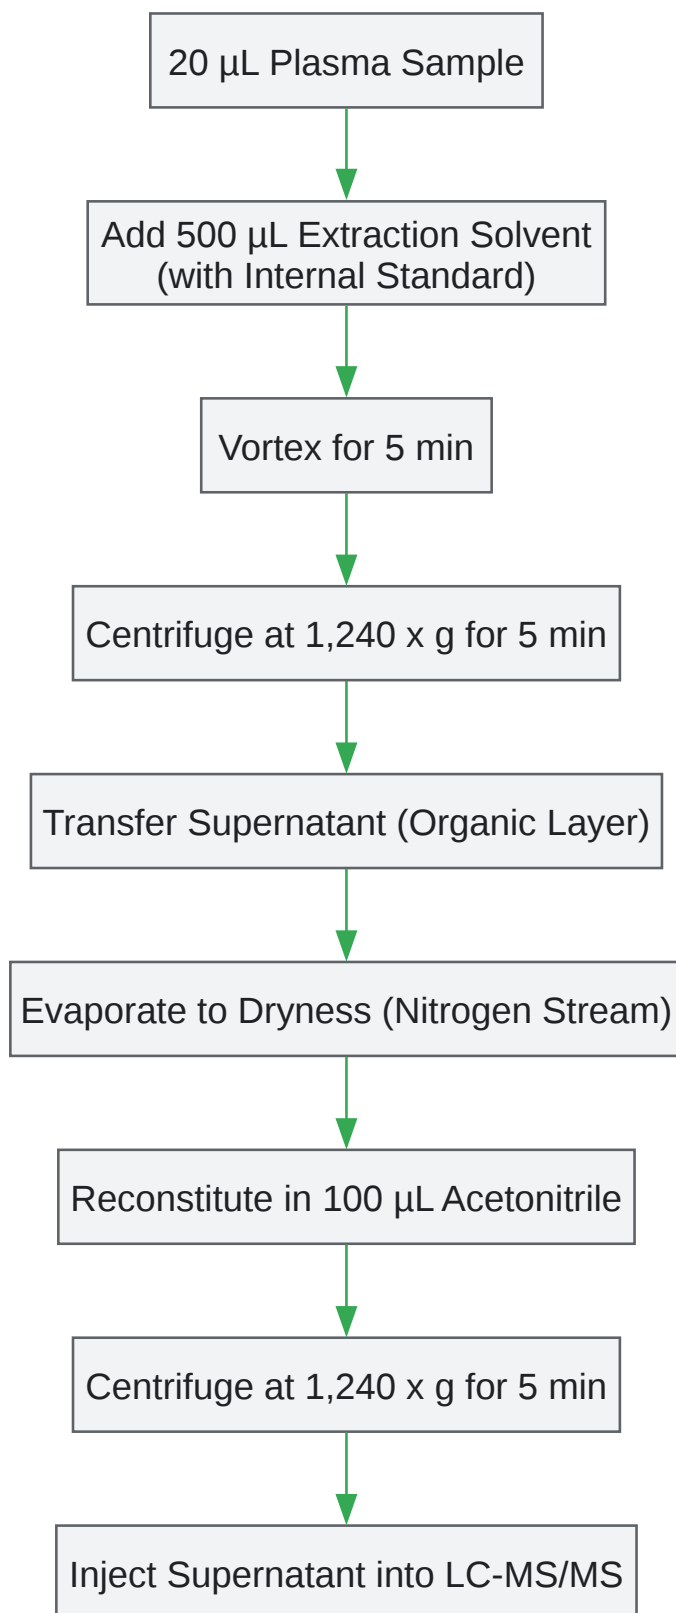 20 µL Plasma Sample
Add 500 µL Extraction Solvent
(with Internal Standard)
Vortex for 5 min
Centrifuge at 1,240 x g for 5 min
Transfer Supernatant (Organic Layer)
Evaporate to Dryness (Nitrogen Stream)
Reconstitute in 100 µL Acetonitrile
Centrifuge at 1,240 x g for 5 min
Inject Supernatant into LC-MS/MS